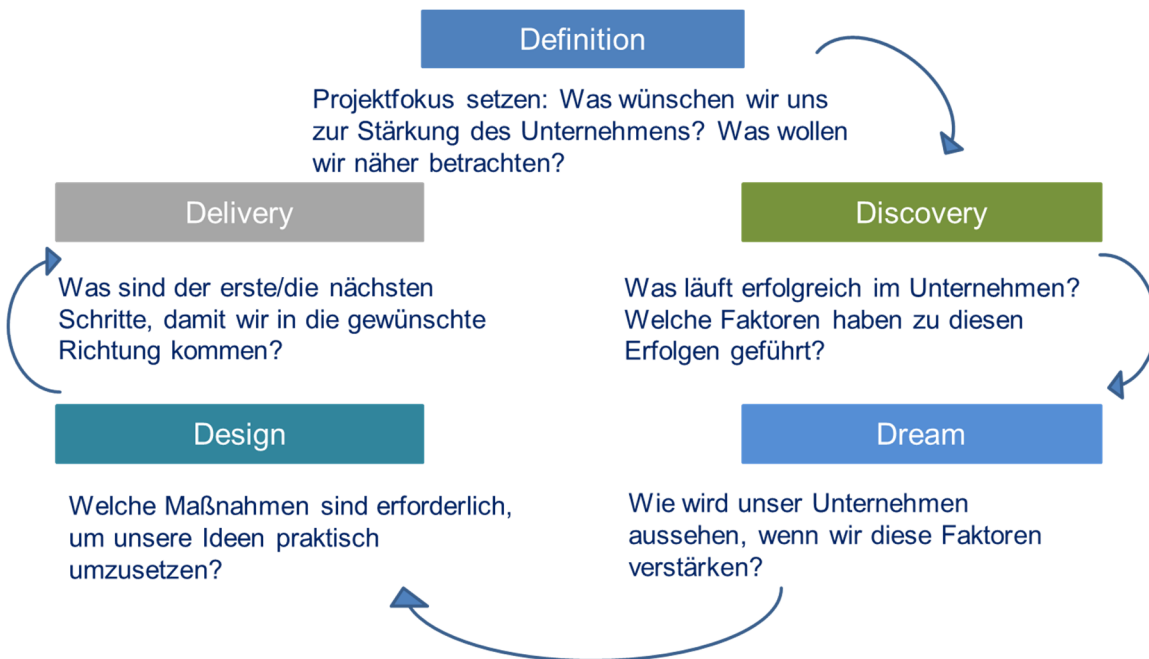 Definition
Projektfokus setzen: Was wünschen wir uns
zur Stärkung des Unternehmens? Was wollen
wir näher betrachten?
Discovery
Was läuft erfolgreich im Unternehmen?
Welche Faktoren haben zu diesen
Erfolgen geführt?
Dream
Wie wird unser Unternehmen
aussehen, wenn wir diese Faktoren
verstärken?
Design
Welche Maßnahmen sind erforderlich,
um unsere Ideen praktisch
umzusetzen?
Delivery
Was sind der erste/die nächsten
Schritte, damit wir in die gewünschte
Richtung kommen?